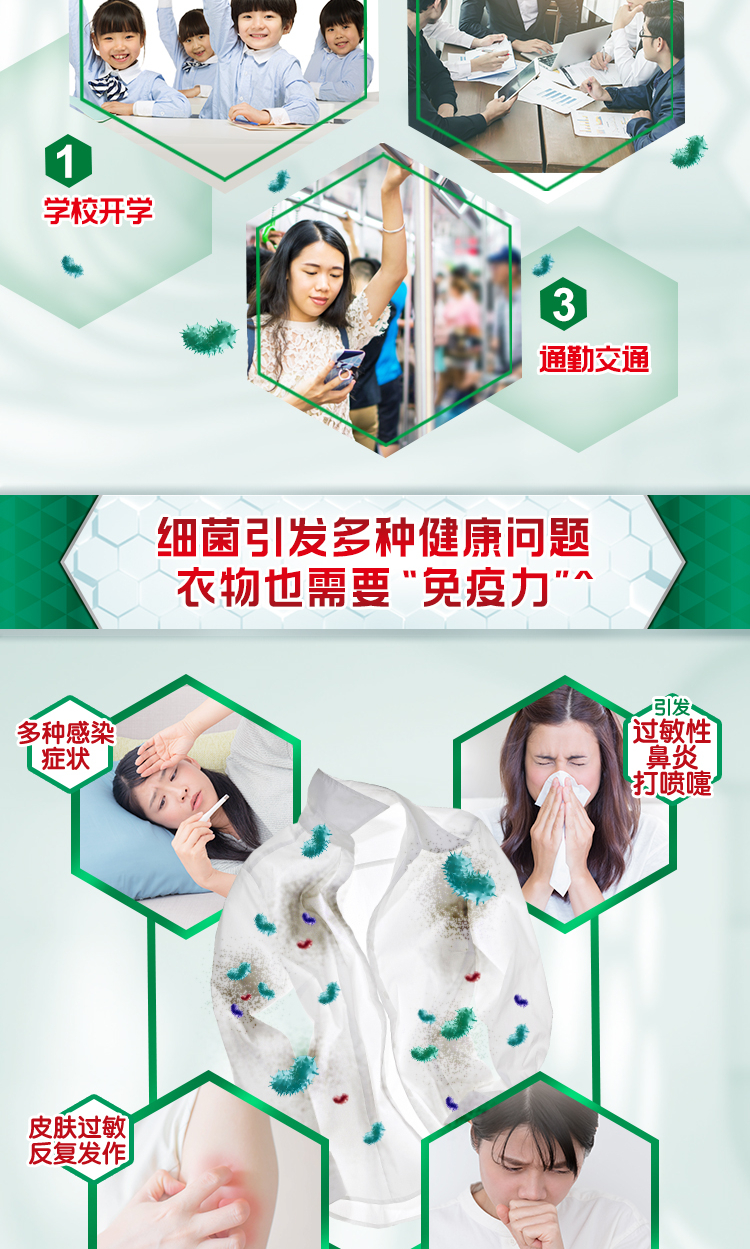 1
学校开学
3
通勤交通
细菌引发多种健康问题
衣物也需要“免疫力”^
多种感染
症状
引发
过敏性
鼻炎
打喷嚏
皮肤过敏
反复发作